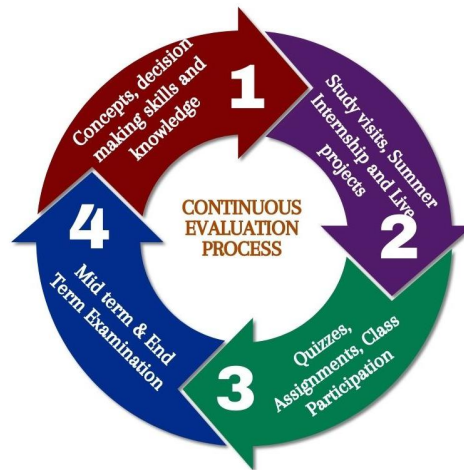 CONTINUOUS
EVALUATION
PROCESS
1
Concepts, decision
making skills and
knowledge
2
Study visits, Summer
Internship and Live
projects
3
Quizzes,
Assignments, Class
Participation
4
Mid term & End
Term Examination